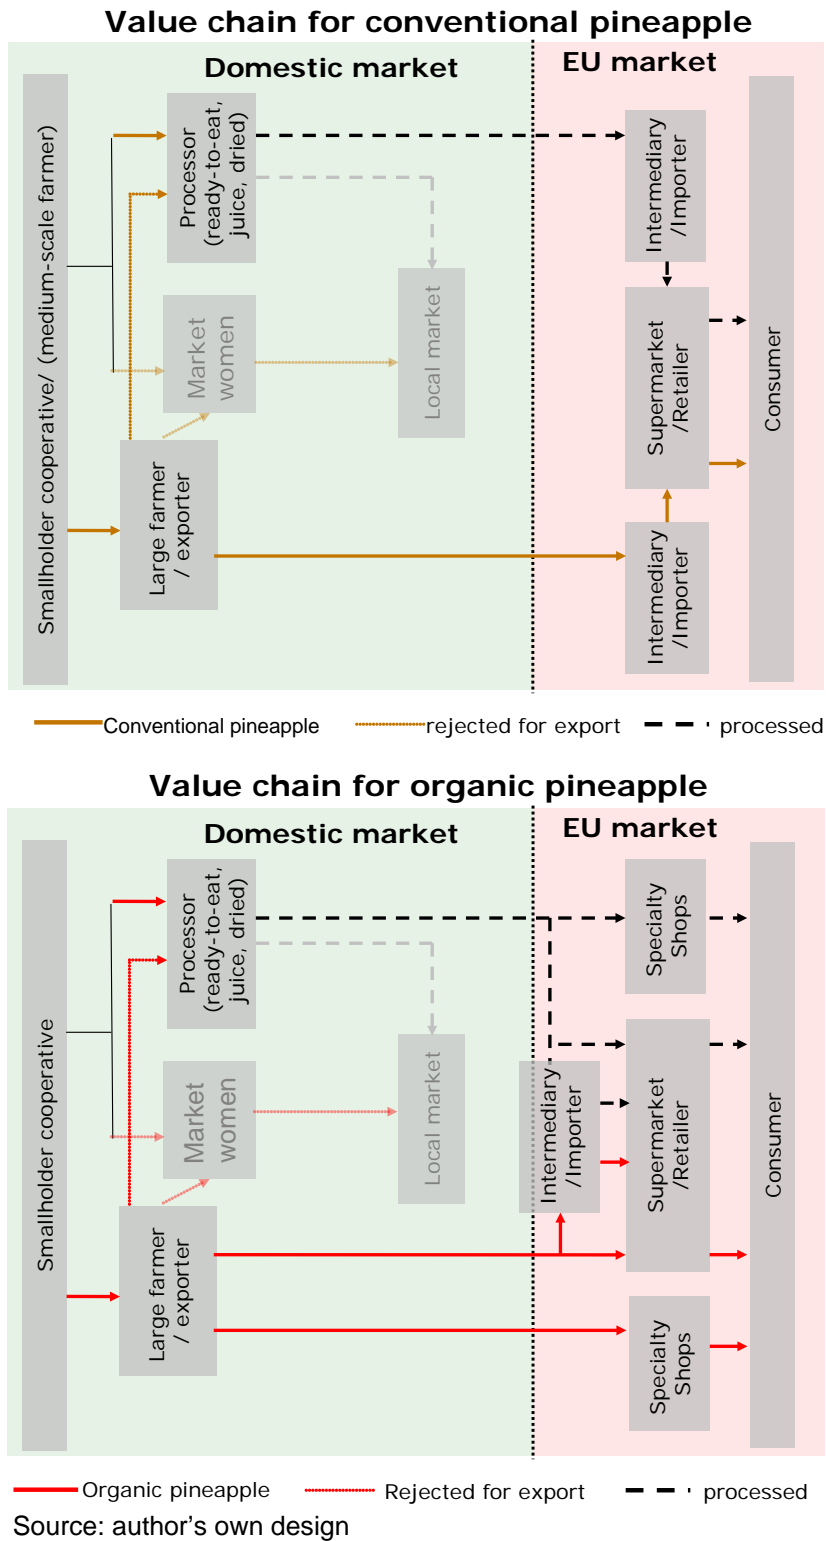 Value chain for conventional pineapple
Domestic market
EU market
Smallholder cooperative/ (medium-scale farmer)
Processor
(ready-to-eat,
juice, dried)
Market
women
Local market
Large farmer
/ exporter
Intermediary
/Importer
Supermarket
/Retailer
Intermediary
/Importer
Consumer
Conventional pineapple
rejected for export
processed
Value chain for organic pineapple
Domestic market
EU market
Smallholder cooperative
Processor
(ready-to-eat,
juice, dried)
Market
women
Local market
Large farmer
/ exporter
Intermediary
/Importer
Specialty
Shops
Supermarket
/Retailer
Specialty
Shops
Consumer
Organic pineapple
Rejected for export
processed
Source: author's own design